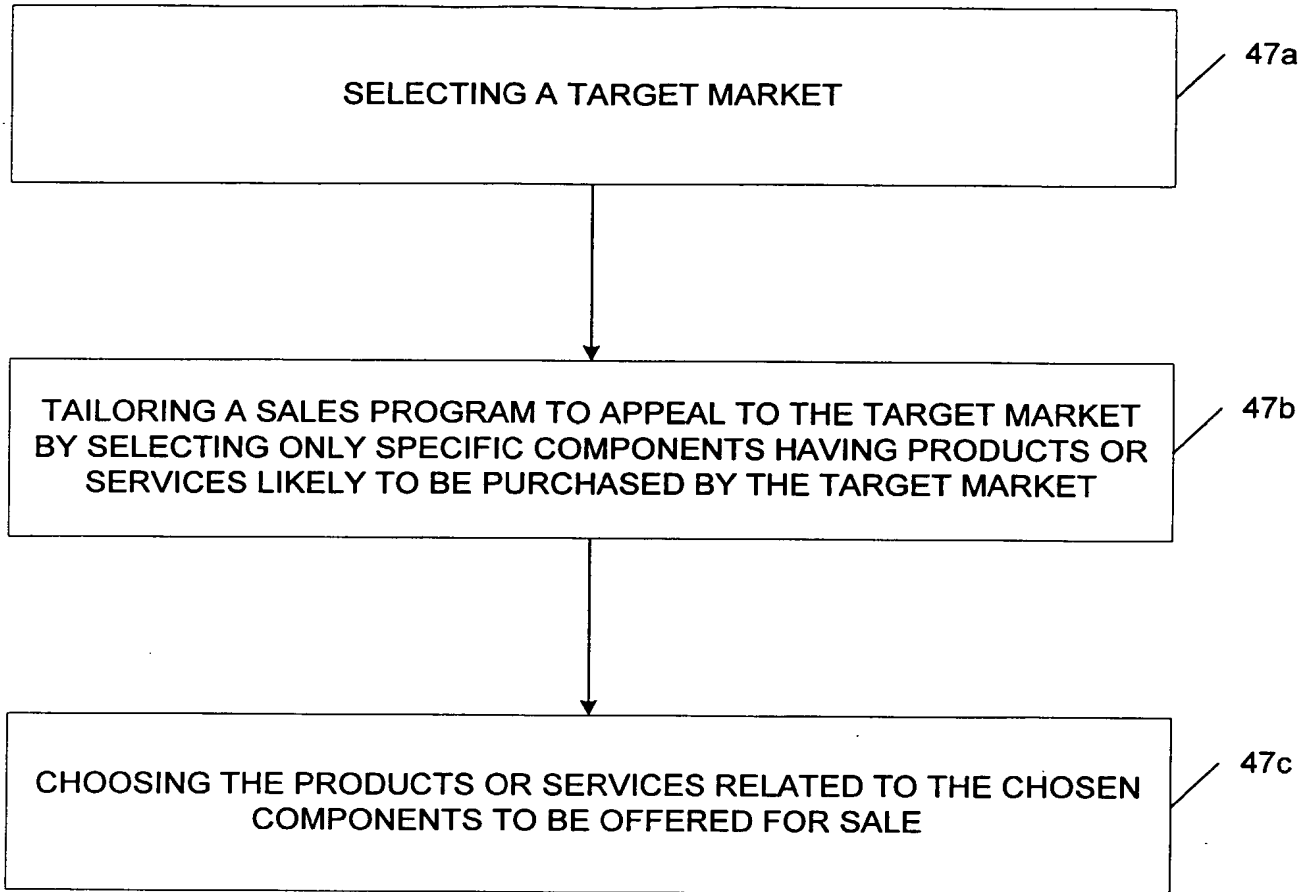 47a
SELECTING A TARGET MARKET
47b
TAILORING A SALES PROGRAM TO APPEAL TO THE TARGET MARKET
BY SELECTING ONLY SPECIFIC COMPONENTS HAVING PRODUCTS OR
SERVICES LIKELY TO BE PURCHASED BY THE TARGET MARKET
47c
CHOOSING THE PRODUCTS OR SERVICES RELATED TO THE CHOSEN
COMPONENTS TO BE OFFERED FOR SALE